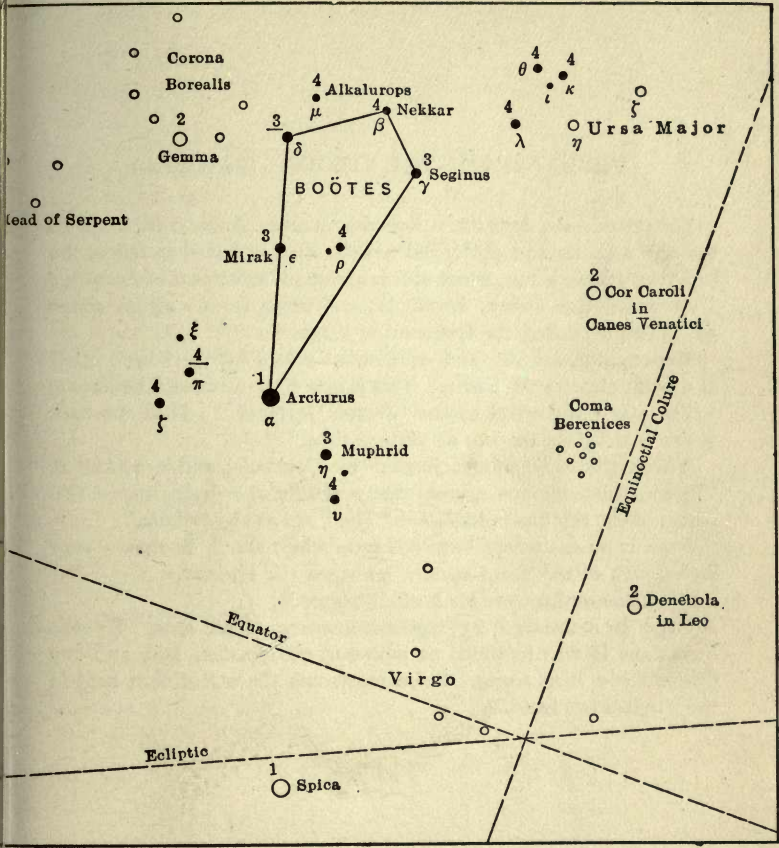 Corona
Borealis
2
Gemma
4
Alkalurops
μ
4
Nekkar
β
3
δ
4
θ
4
κ
ι
ζ
4
λ
η
Ursa Major
3
Seginus
γ
BOÖTES
Head of Serpent
3
Mirak
ε
4
ρ
2
Cor Caroli
in
Canes Venatici
ξ
4
π
4
ζ
1
Arcturus
α
Coma
Berenices
Equinoctial Colure
3
Muphrid
η
4
υ
2
Denebola
in Leo
Equator
Virgo
Ecliptic
1
Spica